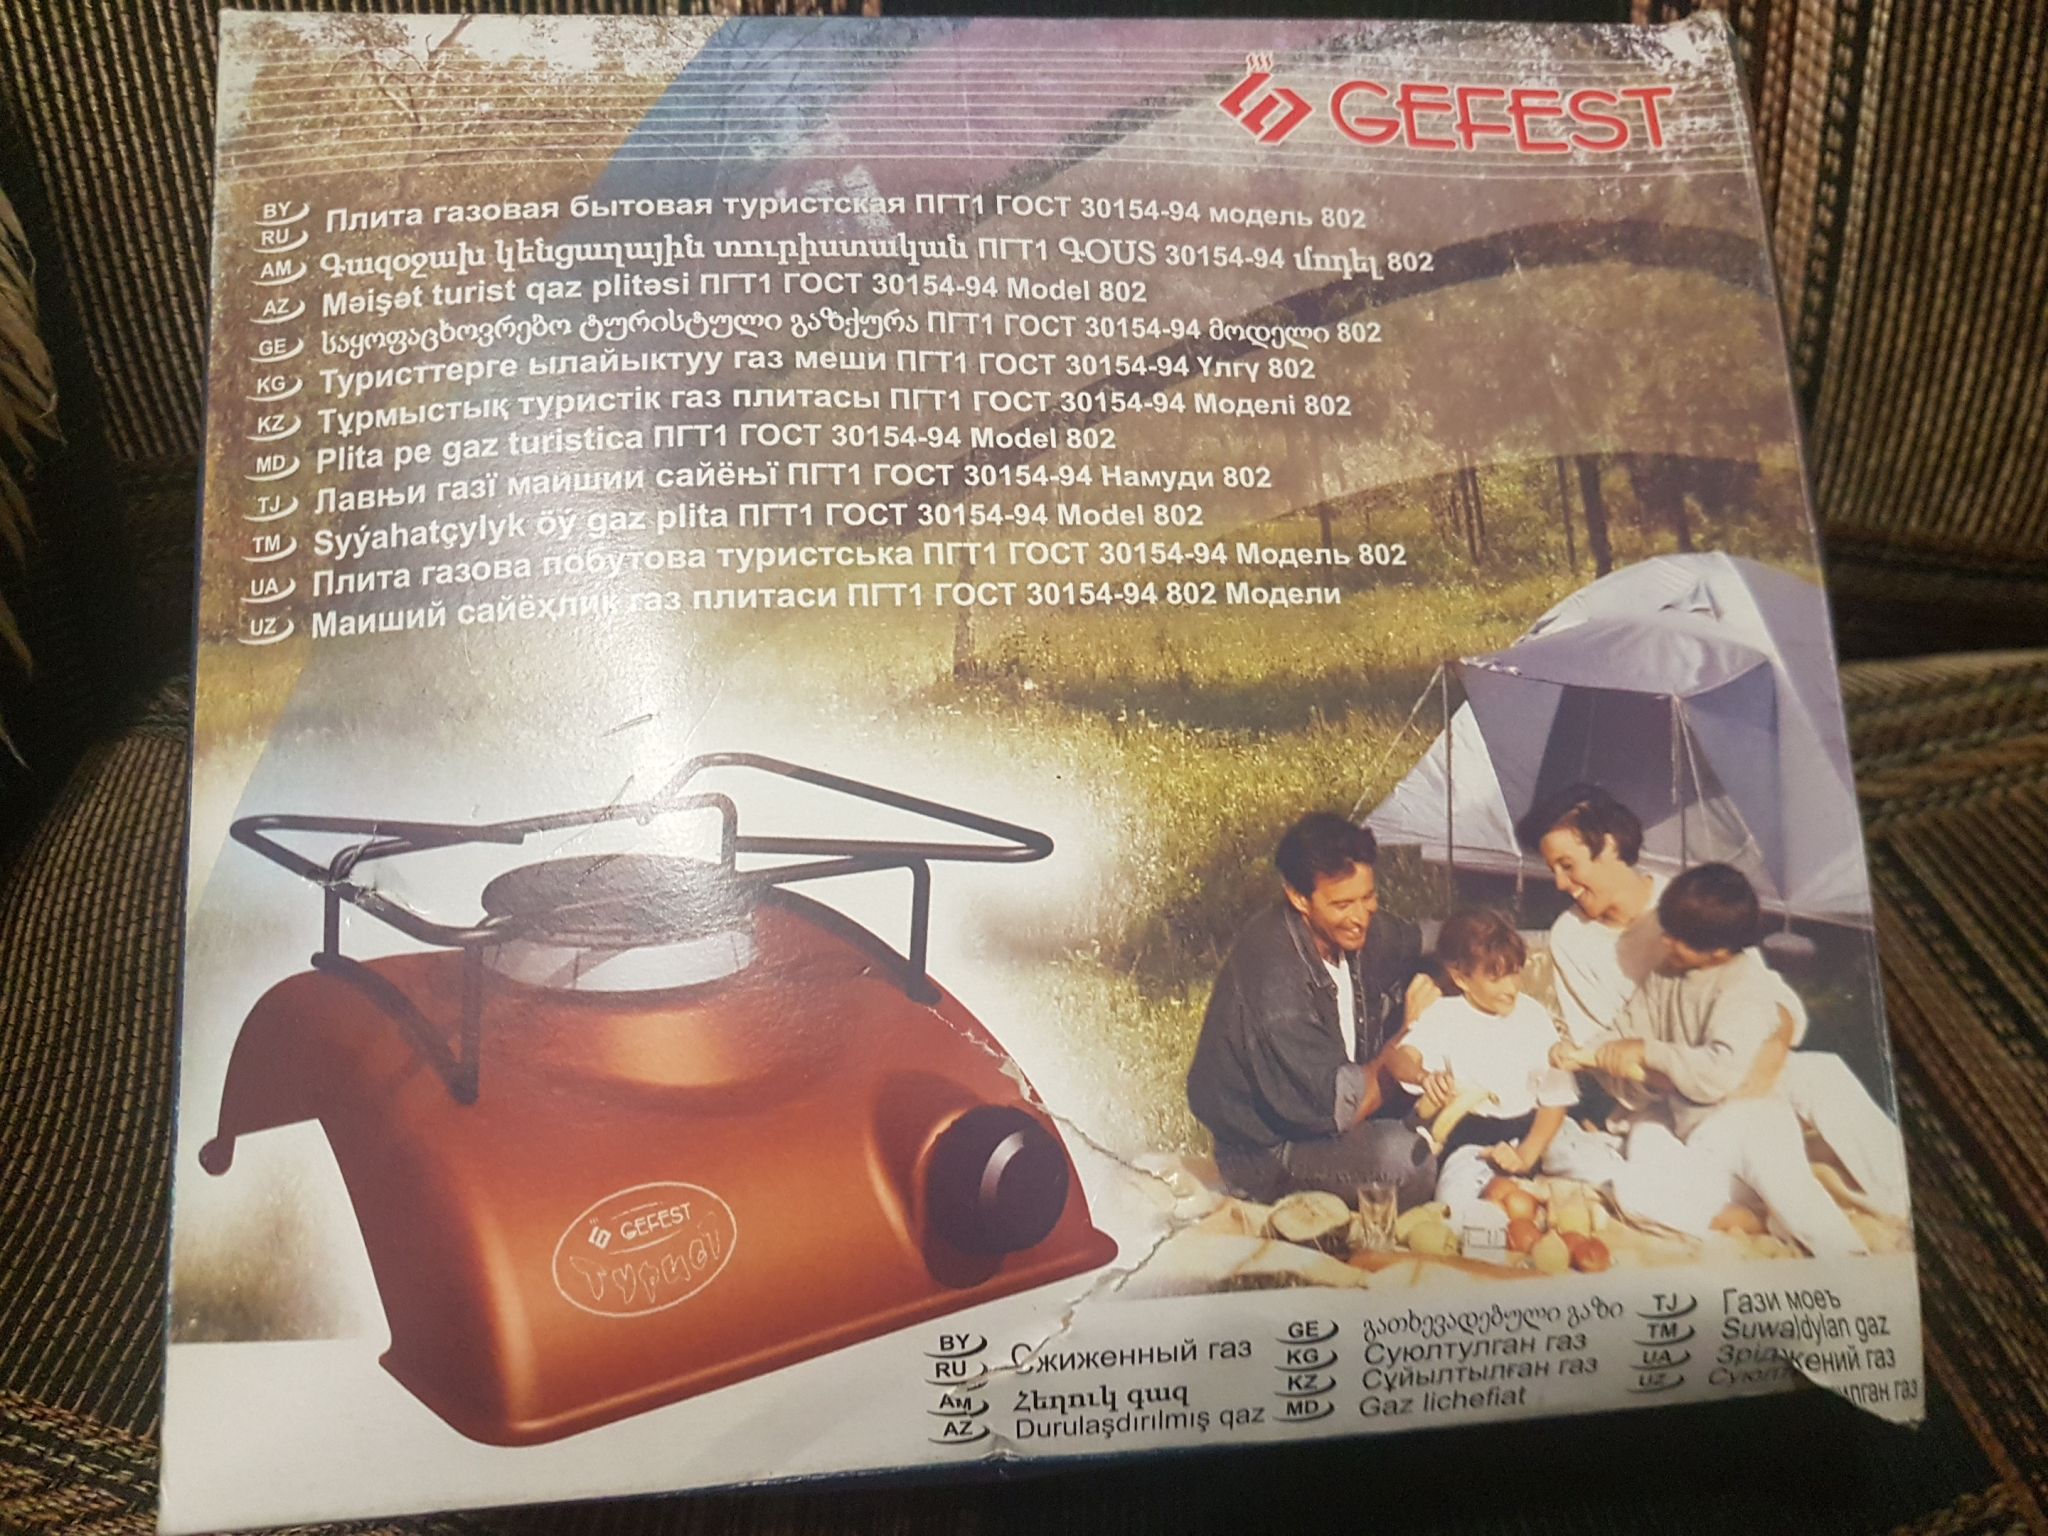 GEFEST
BY
RU
Плита газовая бытовая туристская ПГТ1 ГОСТ 30154-94 модель 802
AM Գազօջախ կենցաղային տուրիստական ПГТ1 ԳՕՍՏ 30154-94 մոդել 802
AZ Məişət turist qaz plitəsi ПГТ1 ГОСТ 30154-94 Model 802
GE საყოფაცხოვრებო ტურისტული გაზქურა ПГТ1 ГОСТ 30154-94 მოდელი 802
KG Туристтерге ылайыктуу газ меши ПГТ1 ГОСТ 30154-94 Үлгү 802
KZ Тұрмыстық туристік газ плитасы ПГТ1 ГОСТ 30154-94 Моделі 802
MD Plita pe gaz turistica ПГТ1 ГОСТ 30154-94 Model 802
TJ Лавњи газї маишии сайёњї ПГТ1 ГОСТ 30154-94 Намуди 802
TM Syýahatçylyk öý gaz plita ПГТ1 ГОСТ 30154-94 Model 802
UA Плита газова побутова туристська ПГТ1 ГОСТ 30154-94 Модель 802
UZ Маиший сайёҳлик газ плитаси ПГТ1 ГОСТ 30154-94 802 Модели
GEFEST
Турист
BY
RU
Сжиженный газ
AM Հեղուկ գազ
AZ Durulaşdırılmış qaz
GE გათხევადებული გაზი
KG Суюлтулган газ
KZ Сұйылтылған газ
MD Gaz lichefiat
TJ Гази моеъ
TM Suwaldylan gaz
UA Зріджений газ
UZ газ